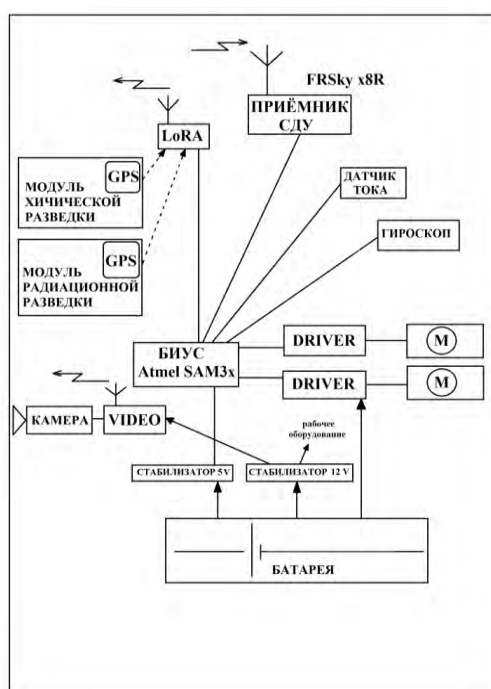 FRSky x8R
ПРИЁМНИК
СДУ
LoRA
GPS
МОДУЛЬ
ХИЧИЧЕСКОЙ
РАЗВЕДКИ
ДАТЧИК
ТОКА
ГИРОСКОП
GPS
МОДУЛЬ
РАДИАЦИОННОЙ
РАЗВЕДКИ
БИУС
Atmel SAM3x
DRIVER
M
DRIVER
M
КАМЕРА
VIDEO
рабочее
оборудование
СТАБИЛИЗАТОР 5V
СТАБИЛИЗАТОР 12 V
БАТАРЕЯ